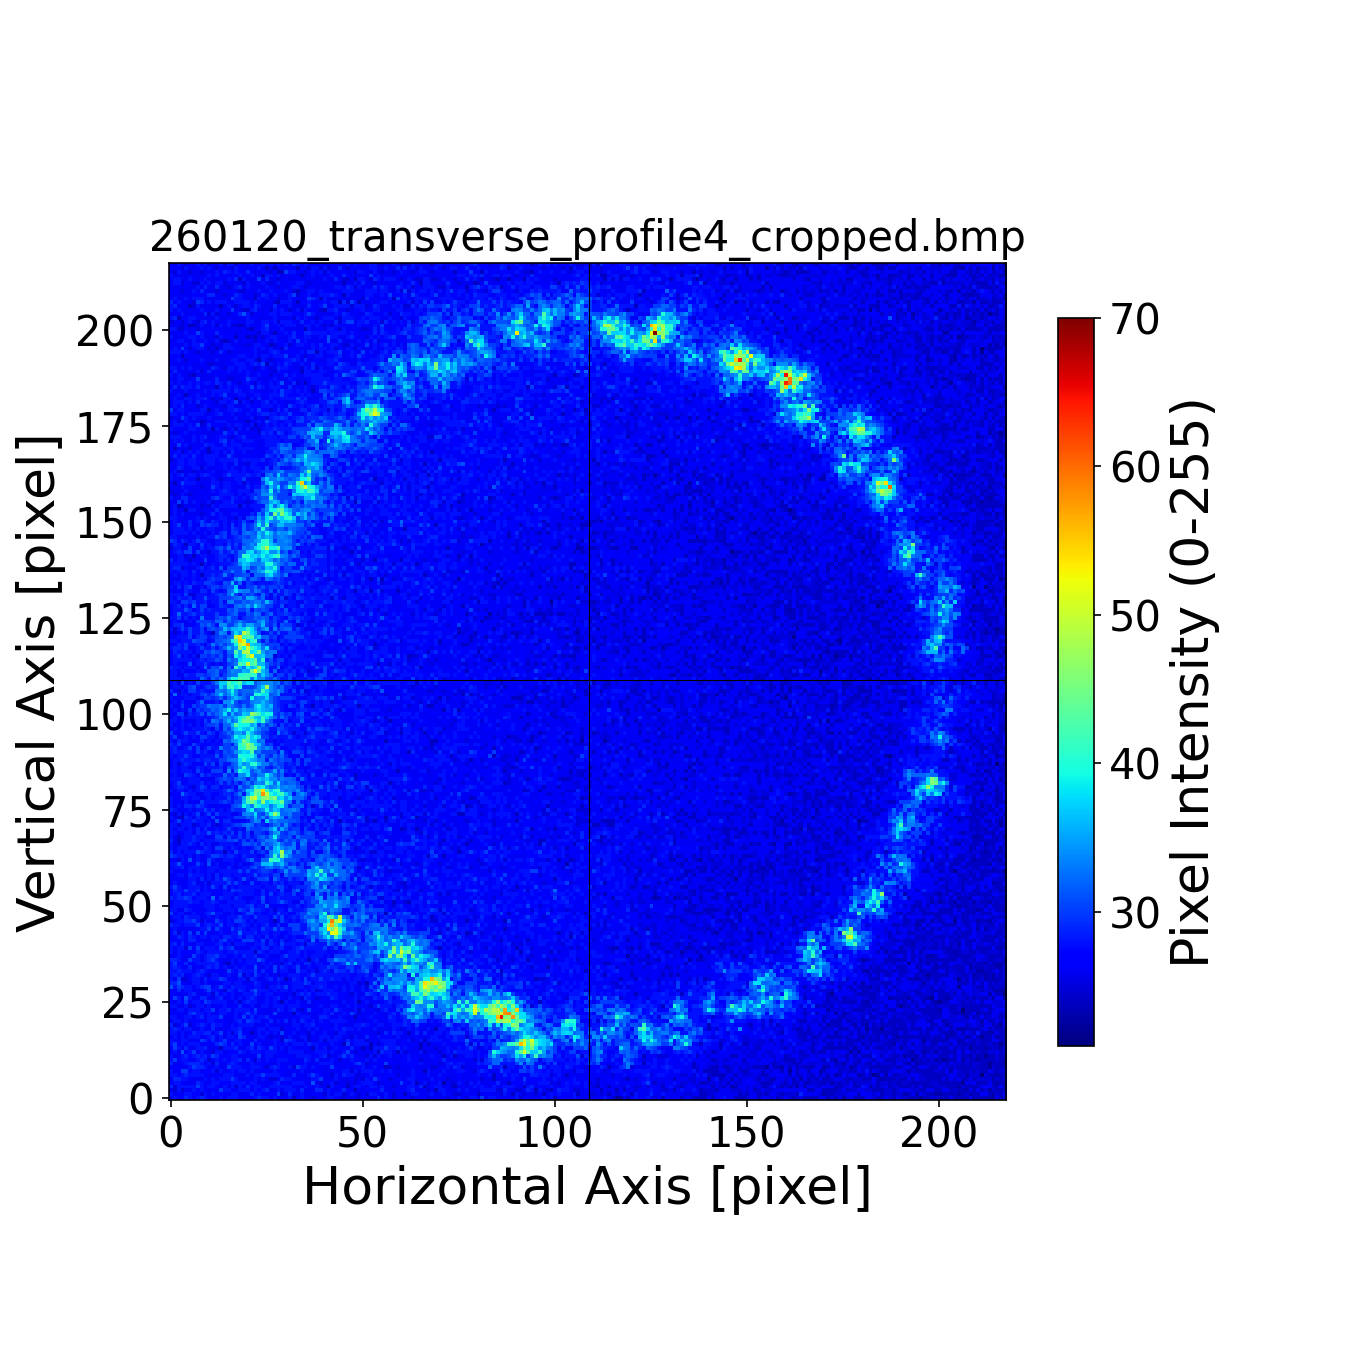 260120_transverse_profile4_cropped.bmp
200
175
150
125
100
75
50
25
0
Vertical Axis [pixel]
0 50 100 150 200
Horizontal Axis [pixel]
70
60
50
40
30
Pixel Intensity (0-255)